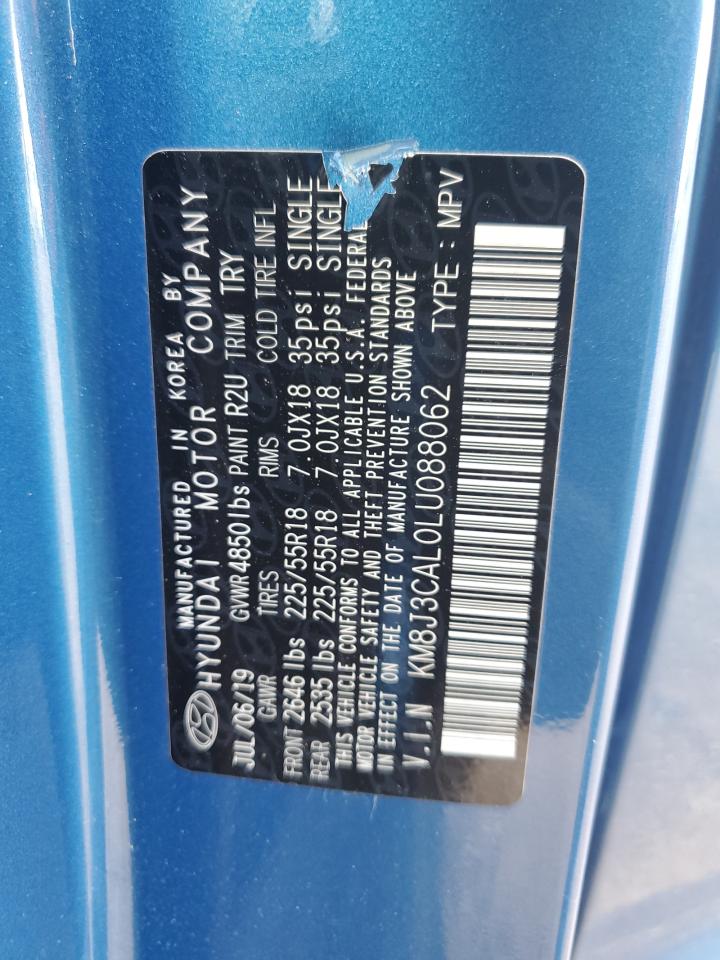 MANUFACTURED IN KOREA BY
HYUNDAI MOTOR COMPANY
JUL/06/19 GVWR 4850 lbs PAINT R2U TRIM TRY
GAWR TIRES RIMS COLD TIRE INFL
FRONT 2646 lbs 225/55R18 7.0JX18 35psi SINGLE
REAR 2535 lbs 225/55R18 7.0JX18 35psi SINGLE
THIS VEHICLE CONFORMS TO ALL APPLICABLE U.S.A. FEDERAL
MOTOR VEHICLE SAFETY AND THEFT PREVENTION STANDARDS
IN EFFECT ON THE DATE OF MANUFACTURE SHOWN ABOVE
V.I.N KM8J3CAL0LU088062 TYPE : MPV